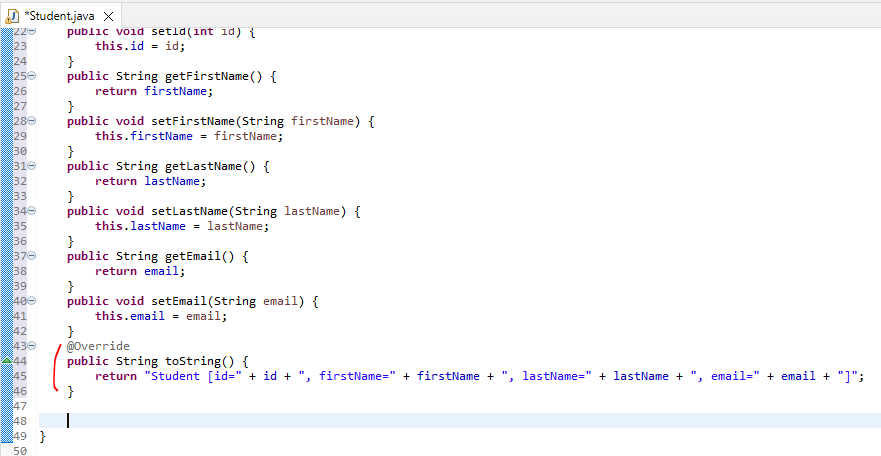 *Student.java
22 public void setId(int id) {
23 this.id = id;
24 }
25 public String getFirstName() {
26 return firstName;
27 }
28 public void setFirstName(String firstName) {
29 this.firstName = firstName;
30 }
31 public String getLastName() {
32 return lastName;
33 }
34 public void setLastName(String lastName) {
35 this.lastName = lastName;
36 }
37 public String getEmail() {
38 return email;
39 }
40 public void setEmail(String email) {
41 this.email = email;
42 }
43 @Override
44 public String toString() {
45 return "Student [id=" + id + ", firstName=" + firstName + ", lastName=" + lastName + ", email=" + email + "]";
46 }
47
48
49 }
50